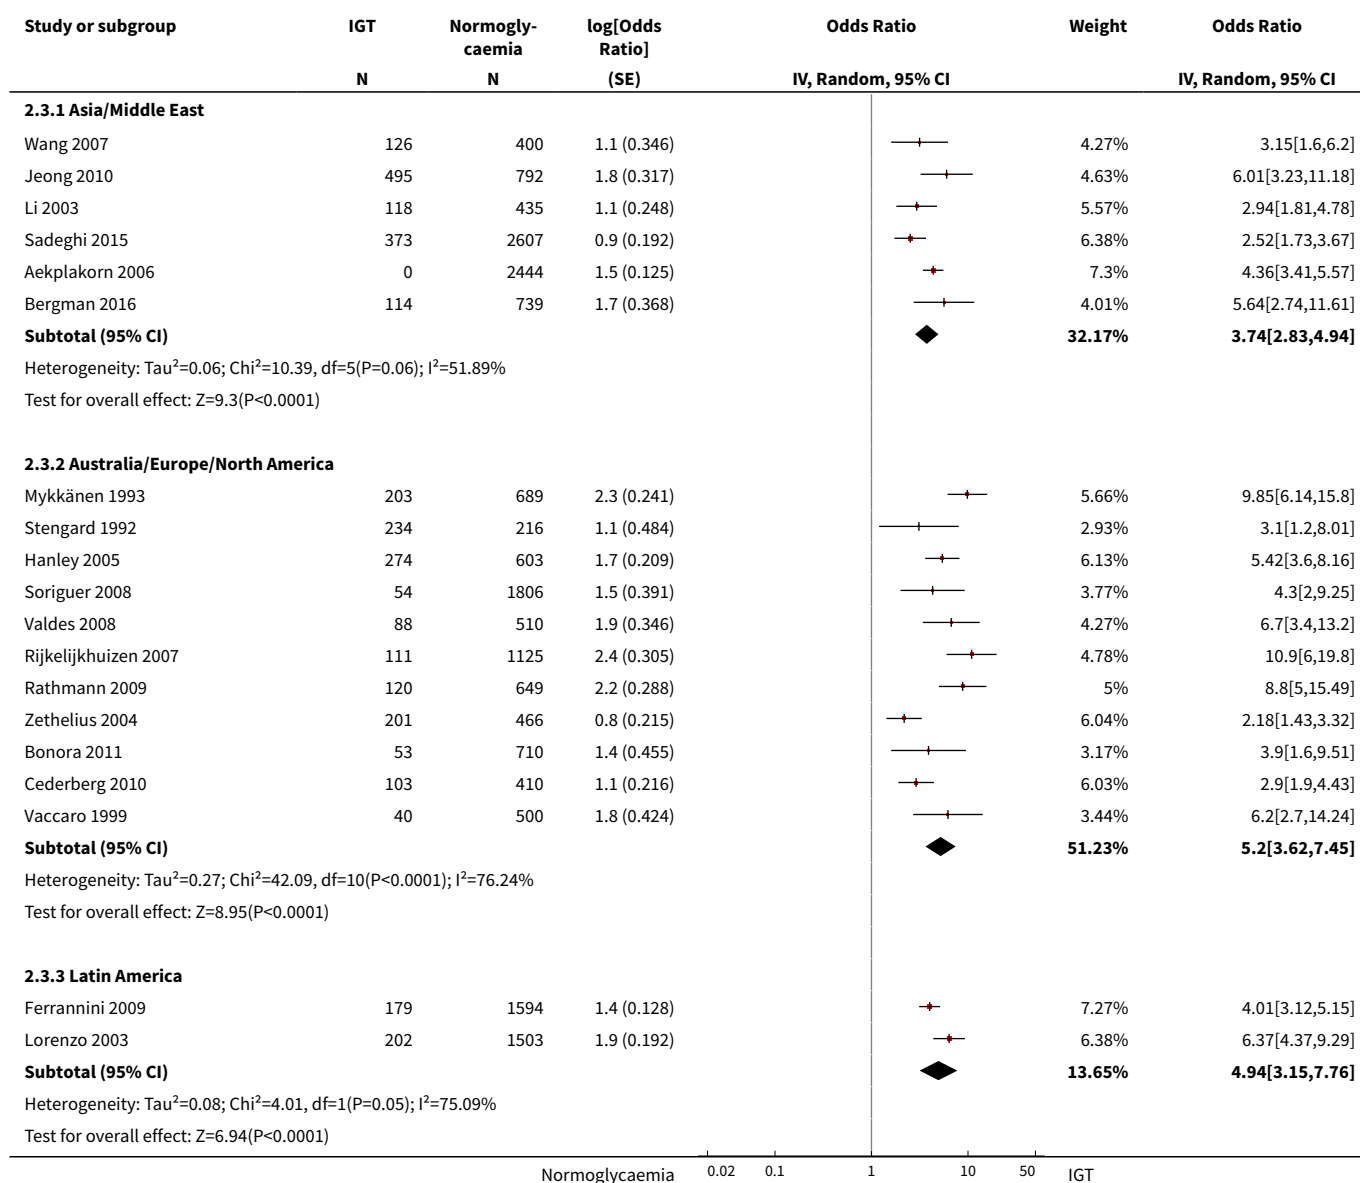 Study or subgroup IGT Normogly- log[Odds Odds Ratio Weight Odds Ratio
caemia Ratio]
N N (SE) IV, Random, 95% CI IV, Random, 95% CI
2.3.1 Asia/Middle East
Wang 2007 126 400 1.1 (0.346) 4.27% 3.15[1.6,6.2]
Jeong 2010 495 792 1.8 (0.317) 4.63% 6.01[3.23,11.18]
Li 2003 118 435 1.1 (0.248) 5.57% 2.94[1.81,4.78]
Sadeghi 2015 373 2607 0.9 (0.192) 6.38% 2.52[1.73,3.67]
Aekplakorn 2006 0 2444 1.5 (0.125) 7.3% 4.36[3.41,5.57]
Bergman 2016 114 739 1.7 (0.368) 4.01% 5.64[2.74,11.61]
Subtotal (95% CI) 32.17% 3.74[2.83,4.94]
Heterogeneity: Tau²=0.06; Chi²=10.39, df=5(P=0.06); I²=51.89%
Test for overall effect: Z=9.3(P<0.0001)
2.3.2 Australia/Europe/North America
Mykkänen 1993 203 689 2.3 (0.241) 5.66% 9.85[6.14,15.8]
Stengard 1992 234 216 1.1 (0.484) 2.93% 3.1[1.2,8.01]
Hanley 2005 274 603 1.7 (0.209) 6.13% 5.42[3.6,8.16]
Soriguer 2008 54 1806 1.5 (0.391) 3.77% 4.3[2,9.25]
Valdes 2008 88 510 1.9 (0.346) 4.27% 6.7[3.4,13.2]
Rijkelijkhuizen 2007 111 1125 2.4 (0.305) 4.78% 10.9[6,19.8]
Rathmann 2009 120 649 2.2 (0.288) 5% 8.8[5,15.49]
Zethelius 2004 201 466 0.8 (0.215) 6.04% 2.18[1.43,3.32]
Bonora 2011 53 710 1.4 (0.455) 3.17% 3.9[1.6,9.51]
Cederberg 2010 103 410 1.1 (0.216) 6.03% 2.9[1.9,4.43]
Vaccaro 1999 40 500 1.8 (0.424) 3.44% 6.2[2.7,14.24]
Subtotal (95% CI) 51.23% 5.2[3.62,7.45]
Heterogeneity: Tau²=0.27; Chi²=42.09, df=10(P<0.0001); I²=76.24%
Test for overall effect: Z=8.95(P<0.0001)
2.3.3 Latin America
Ferrannini 2009 179 1594 1.4 (0.128) 7.27% 4.01[3.12,5.15]
Lorenzo 2003 202 1503 1.9 (0.192) 6.38% 6.37[4.37,9.29]
Subtotal (95% CI) 13.65% 4.94[3.15,7.76]
Heterogeneity: Tau²=0.08; Chi²=4.01, df=1(P=0.05); I²=75.09%
Test for overall effect: Z=6.94(P<0.0001)
Normoglycaemia 0.02 0.1 1 10 50 IGT